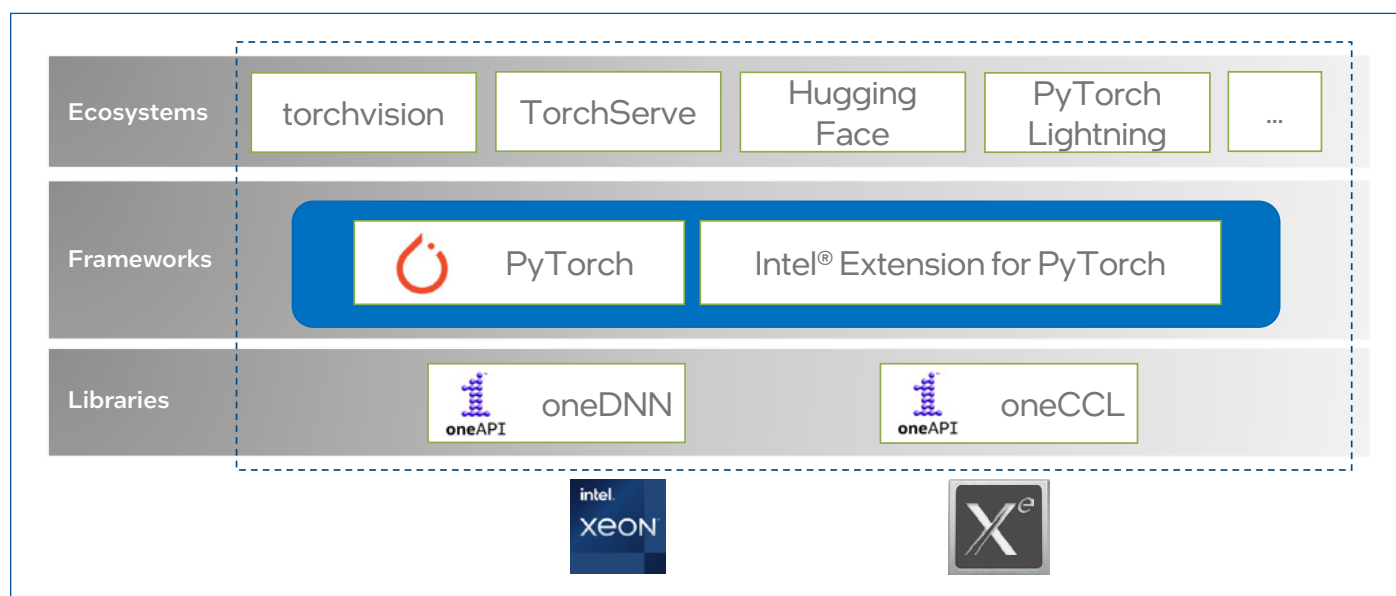 Ecosystems
torchvision
TorchServe
Hugging
Face
PyTorch
Lightning
...
Frameworks
PyTorch
Intel® Extension for PyTorch
Libraries
oneAPI
oneDNN
oneAPI
oneCCL
intel.
xeon
Xe